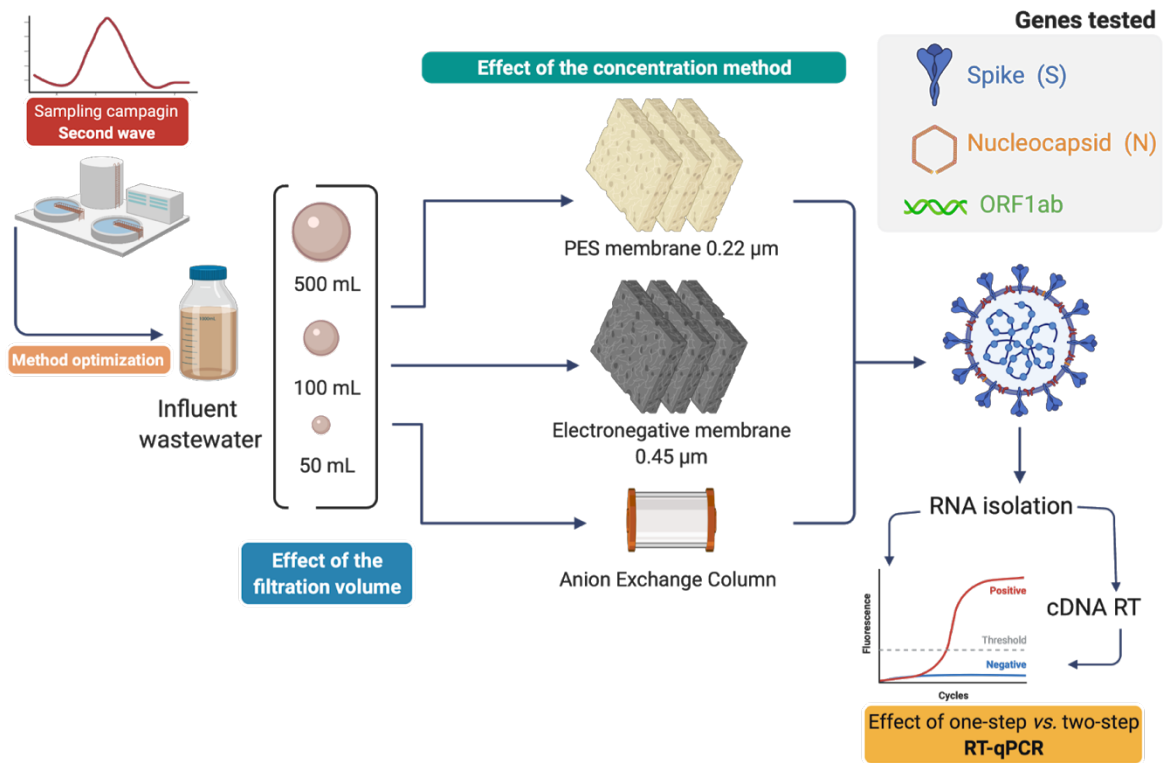 Sampling campagin
Second wave
Method optimization
Influent
wastewater
500 mL
100 mL
50 mL
Effect of the
filtration volume
Effect of the concentration method
PES membrane 0.22 µm
Electronegative membrane
0.45 µm
Anion Exchange Column
Genes tested
Spike (S)
Nucleocapsid (N)
ORF1ab
RNA isolation
cDNA RT
Fluorescence
Positive
Threshold
Negative
Cycles
Effect of one-step vs. two-step
RT-qPCR